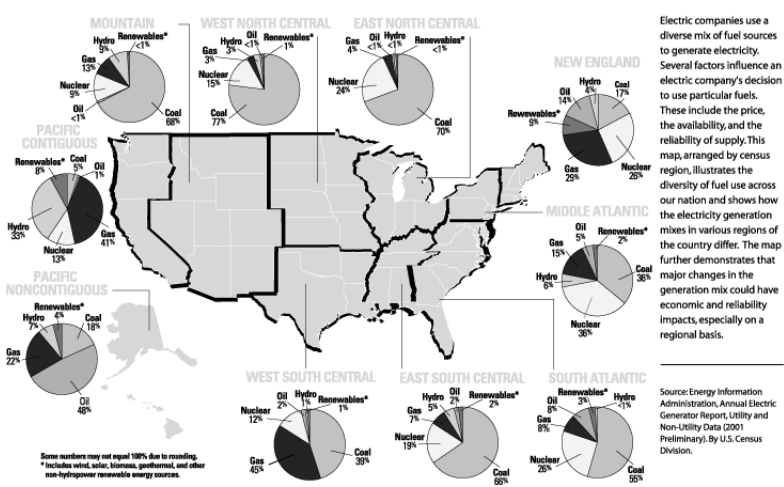 MOUNTAIN
Hydro
9%
Renewables*
<1%
Gas
13%
Nuclear
9%
Oil
<1%
Coal
68%
WEST NORTH CENTRAL
Hydro
3%
Oil
<1%
Renewables*
1%
Gas
3%
Nuclear
15%
Coal
77%
EAST NORTH CENTRAL
Gas
4%
Oil
<1%
Hydro
<1%
Renewables*
<1%
Nuclear
24%
Coal
70%
NEW ENGLAND
Oil
14%
Hydro
4%
Coal
17%
Rewewables*
9%
Gas
29%
Nuclear
26%
PACIFIC
CONTIGUOUS
Renewables*
8%
Coal
5%
Oil
1%
Hydro
33%
Nuclear
13%
Gas
41%
MIDDLE ATLANTIC
Oil
5%
Renewables*
2%
Gas
15%
Hydro
6%
Coal
36%
Nuclear
36%
PACIFIC
NONCONTIGUOUS
Renewables*
4%
Hydro
7%
Coal
18%
Gas
22%
Oil
48%
WEST SOUTH CENTRAL
Oil
2%
Hydro
1%
Renewables*
1%
Nuclear
12%
Gas
45%
Coal
39%
EAST SOUTH CENTRAL
Hydro
5%
Oil
2%
Renewables*
2%
Gas
7%
Nuclear
19%
Coal
66%
SOUTH ATLANTIC
Oil
8%
Renewables*
3%
Hydro
<1%
Gas
8%
Nuclear
26%
Coal
55%
Some numbers may not equal 100% due to rounding.
* Includes wind, solar, biomass, geothermal, and other
non-hydropower renewable energy sources.
Electric companies use a
diverse mix of fuel sources
to generate electricity.
Several factors influence an
electric company's decision
to use particular fuels.
These include the price,
the availability, and the
reliability of supply. This
map, arranged by census
region, illustrates the
diversity of fuel use across
our nation and shows how
the electricity generation
mixes in various regions of
the country differ. The map
further demonstrates that
major changes in the
generation mix could have
economic and reliability
impacts, especially on a
regional basis.
Source: Energy Information
Administration, Annual Electric
Generator Report, Utility and
Non-Utility Data (2001
Preliminary). By U.S. Census
Division.